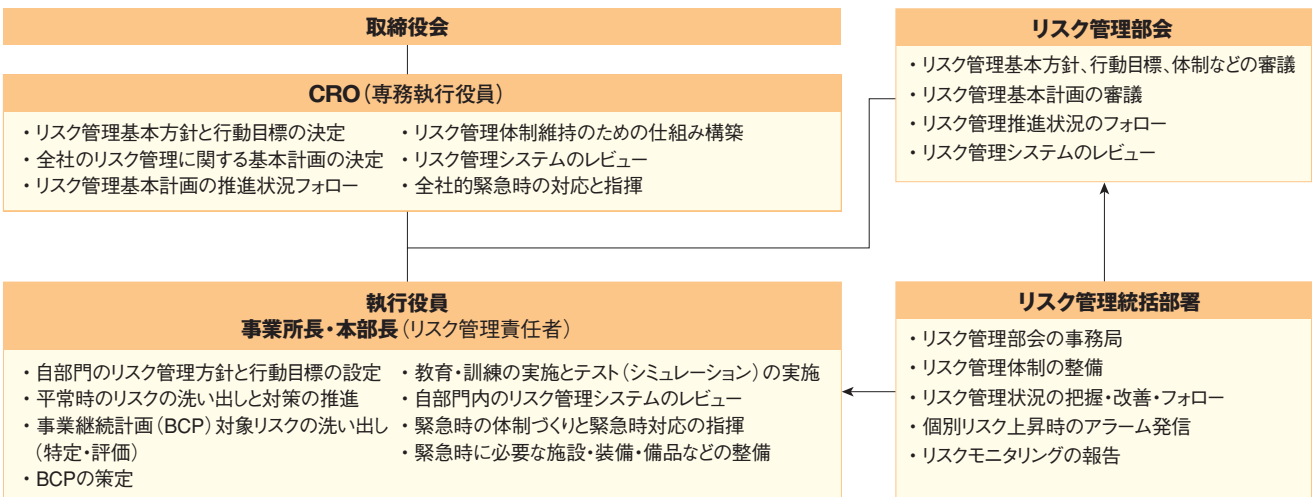 取締役会
CRO（専務執行役員）
・リスク管理基本方針と行動目標の決定
・全社のリスク管理に関する基本計画の決定
・リスク管理基本計画の推進状況フォロー
・リスク管理体制維持のための仕組み構築
・リスク管理システムのレビュー
・全社的緊急時の対応と指揮
リスク管理部会
・リスク管理基本方針、行動目標、体制などの審議
・リスク管理基本計画の審議
・リスク管理推進状況のフォロー
・リスク管理システムのレビュー
執行役員
事業所長・本部長（リスク管理責任者）
・自部門のリスク管理方針と行動目標の設定
・平常時のリスクの洗い出しと対策の推進
・事業継続計画（BCP）対象リスクの洗い出し
（特定・評価）
・BCPの策定
・教育・訓練の実施とテスト（シミュレーション）の実施
・自部門内のリスク管理システムのレビュー
・緊急時の体制づくりと緊急時対応の指揮
・緊急時に必要な施設・装備・備品などの整備
リスク管理統括部署
・リスク管理部会の事務局
・リスク管理体制の整備
・リスク管理状況の把握・改善・フォロー
・個別リスク上昇時のアラーム発信
・リスクモニタリングの報告